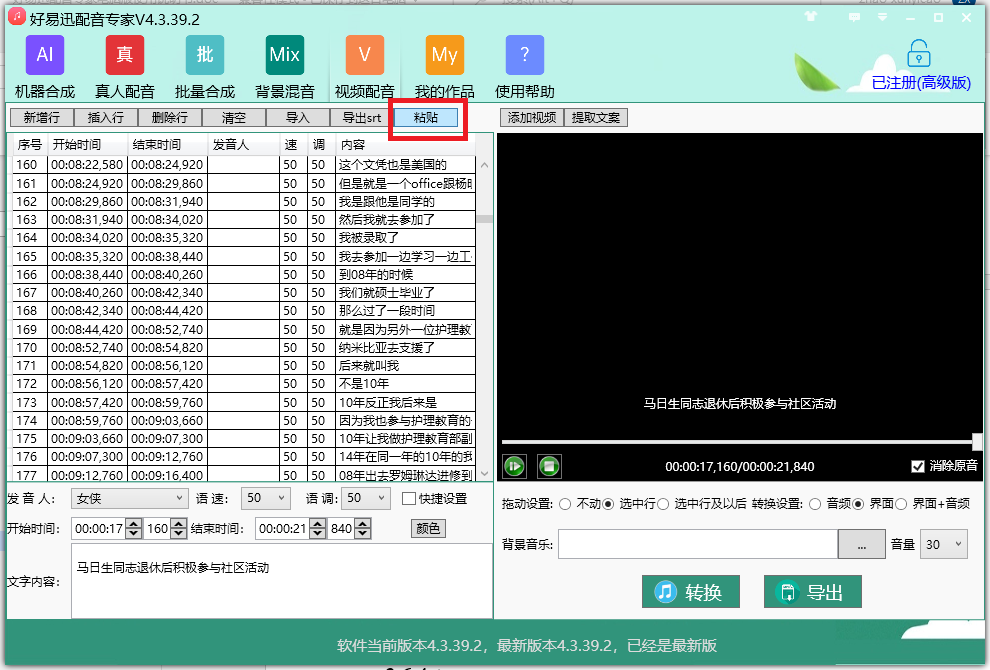 好易迅配音专家V4.3.39.2
AI 真 批 Mix V My ?
机器合成 真人配音 批量合成 背景混音 视频配音 我的作品 使用帮助
已注册(高级版)
新增行 插入行 删除行 清空 导入 导出srt 粘贴 添加视频 提取文案
序号 开始时间 结束时间 发音人 速 调 内容
160 00:08:22,580 00:08:24,920 50 50 这个文凭也是美国的
161 00:08:24,920 00:08:29,860 50 50 但是就是一个office跟杨
162 00:08:29,860 00:08:31,940 50 50 我是跟他是同学的
163 00:08:31,940 00:08:34,020 50 50 然后我就去参加了
164 00:08:34,020 00:08:35,320 50 50 我被录取了
165 00:08:35,320 00:08:38,440 50 50 我去参加一边学习一边工
166 00:08:38,440 00:08:40,260 50 50 到08年的时候
167 00:08:40,260 00:08:42,340 50 50 我们就硕士毕业了
168 00:08:42,340 00:08:44,420 50 50 那么过了一段时间
169 00:08:44,420 00:08:52,740 50 50 就是因为另外一位护理教
170 00:08:52,740 00:08:54,820 50 50 纳米比亚去支援了
171 00:08:54,820 00:08:56,120 50 50 后来就叫我
172 00:08:56,120 00:08:57,420 50 50 不是10年
173 00:08:57,420 00:08:59,760 50 50 10年反正我后来是
174 00:08:59,760 00:09:03,660 50 50 因为我也参与护理教育的
175 00:09:03,660 00:09:07,300 50 50 10年让我做护理教育部副
176 00:09:07,300 00:09:12,760 50 50 14年在同一年的10年的我
177 00:09:12,760 00:09:16,400 50 50 08年出去罗姆琳达进修到
马日生同志退休后积极参与社区活动
00:00:17,160/00:00:21,840 消除原音
发 音 人: 女侠 语 速: 50 语 调: 50 快捷设置
拖动设置: 不动 选中行 选中行及以后 转换设置: 音频 界面 界面+音频
开始时间: 00:00:17 160 结束时间: 00:00:21 840 颜色
背景音乐: ... 音量 30
文字内容: 马日生同志退休后积极参与社区活动
转换 导出
软件当前版本4.3.39.2，最新版本4.3.39.2，已经是最新版